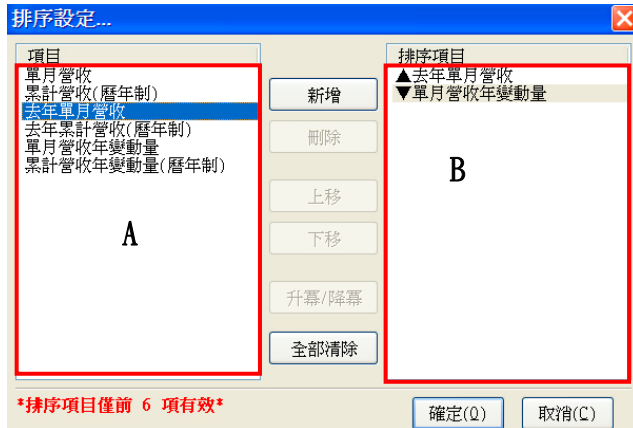 排序設定...
項目
單月營收
累計營收(曆年制)
去年單月營收
去年累計營收(曆年制)
單月營收年變動量
累計營收年變動量(曆年制)
A
新增
刪除
上移
下移
升冪/降冪
全部清除
排序項目
▲去年單月營收
▼單月營收年變動量
B
*排序項目僅前 6 項有效*
確定(O)
取消(C)